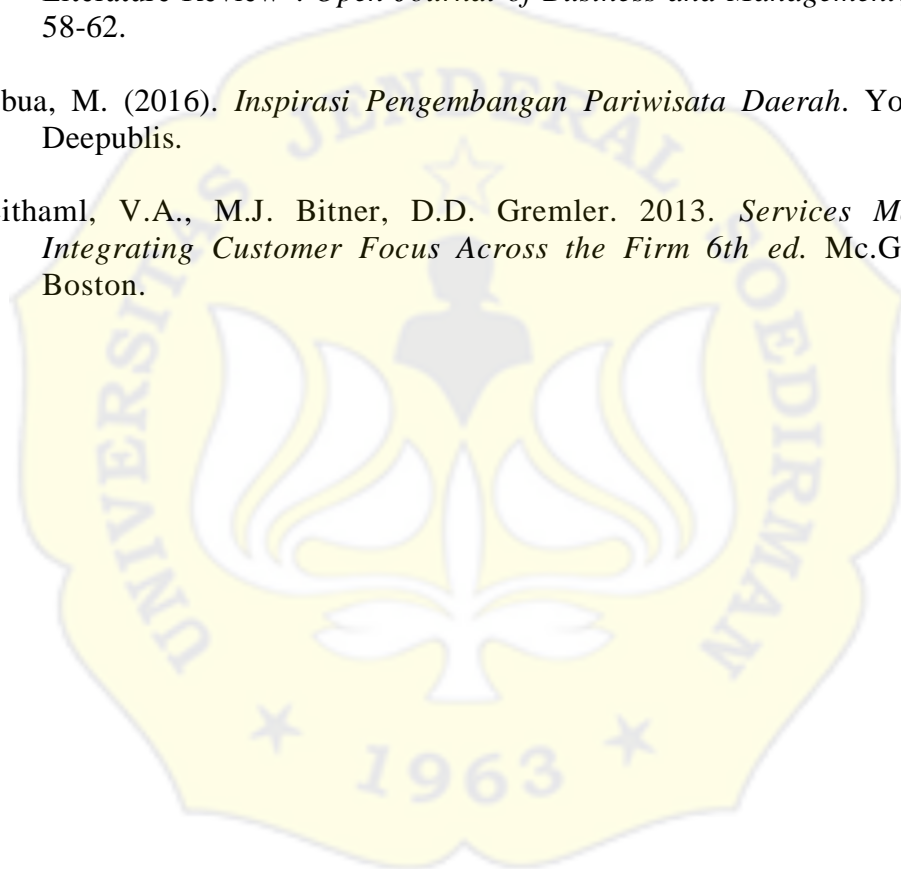 Literature Review". Open Journal of Business and Management.
58-62.
bua, M. (2016). Inspirasi Pengembangan Pariwisata Daerah. Yo
Deepublis.
ithaml, V.A., M.J. Bitner, D.D. Gremler. 2013. Services M
Integrating Customer Focus Across the Firm 6th ed. Mc.G
Boston.
UNIVERSITAS JENDERAL SOEDIRMAN
1963